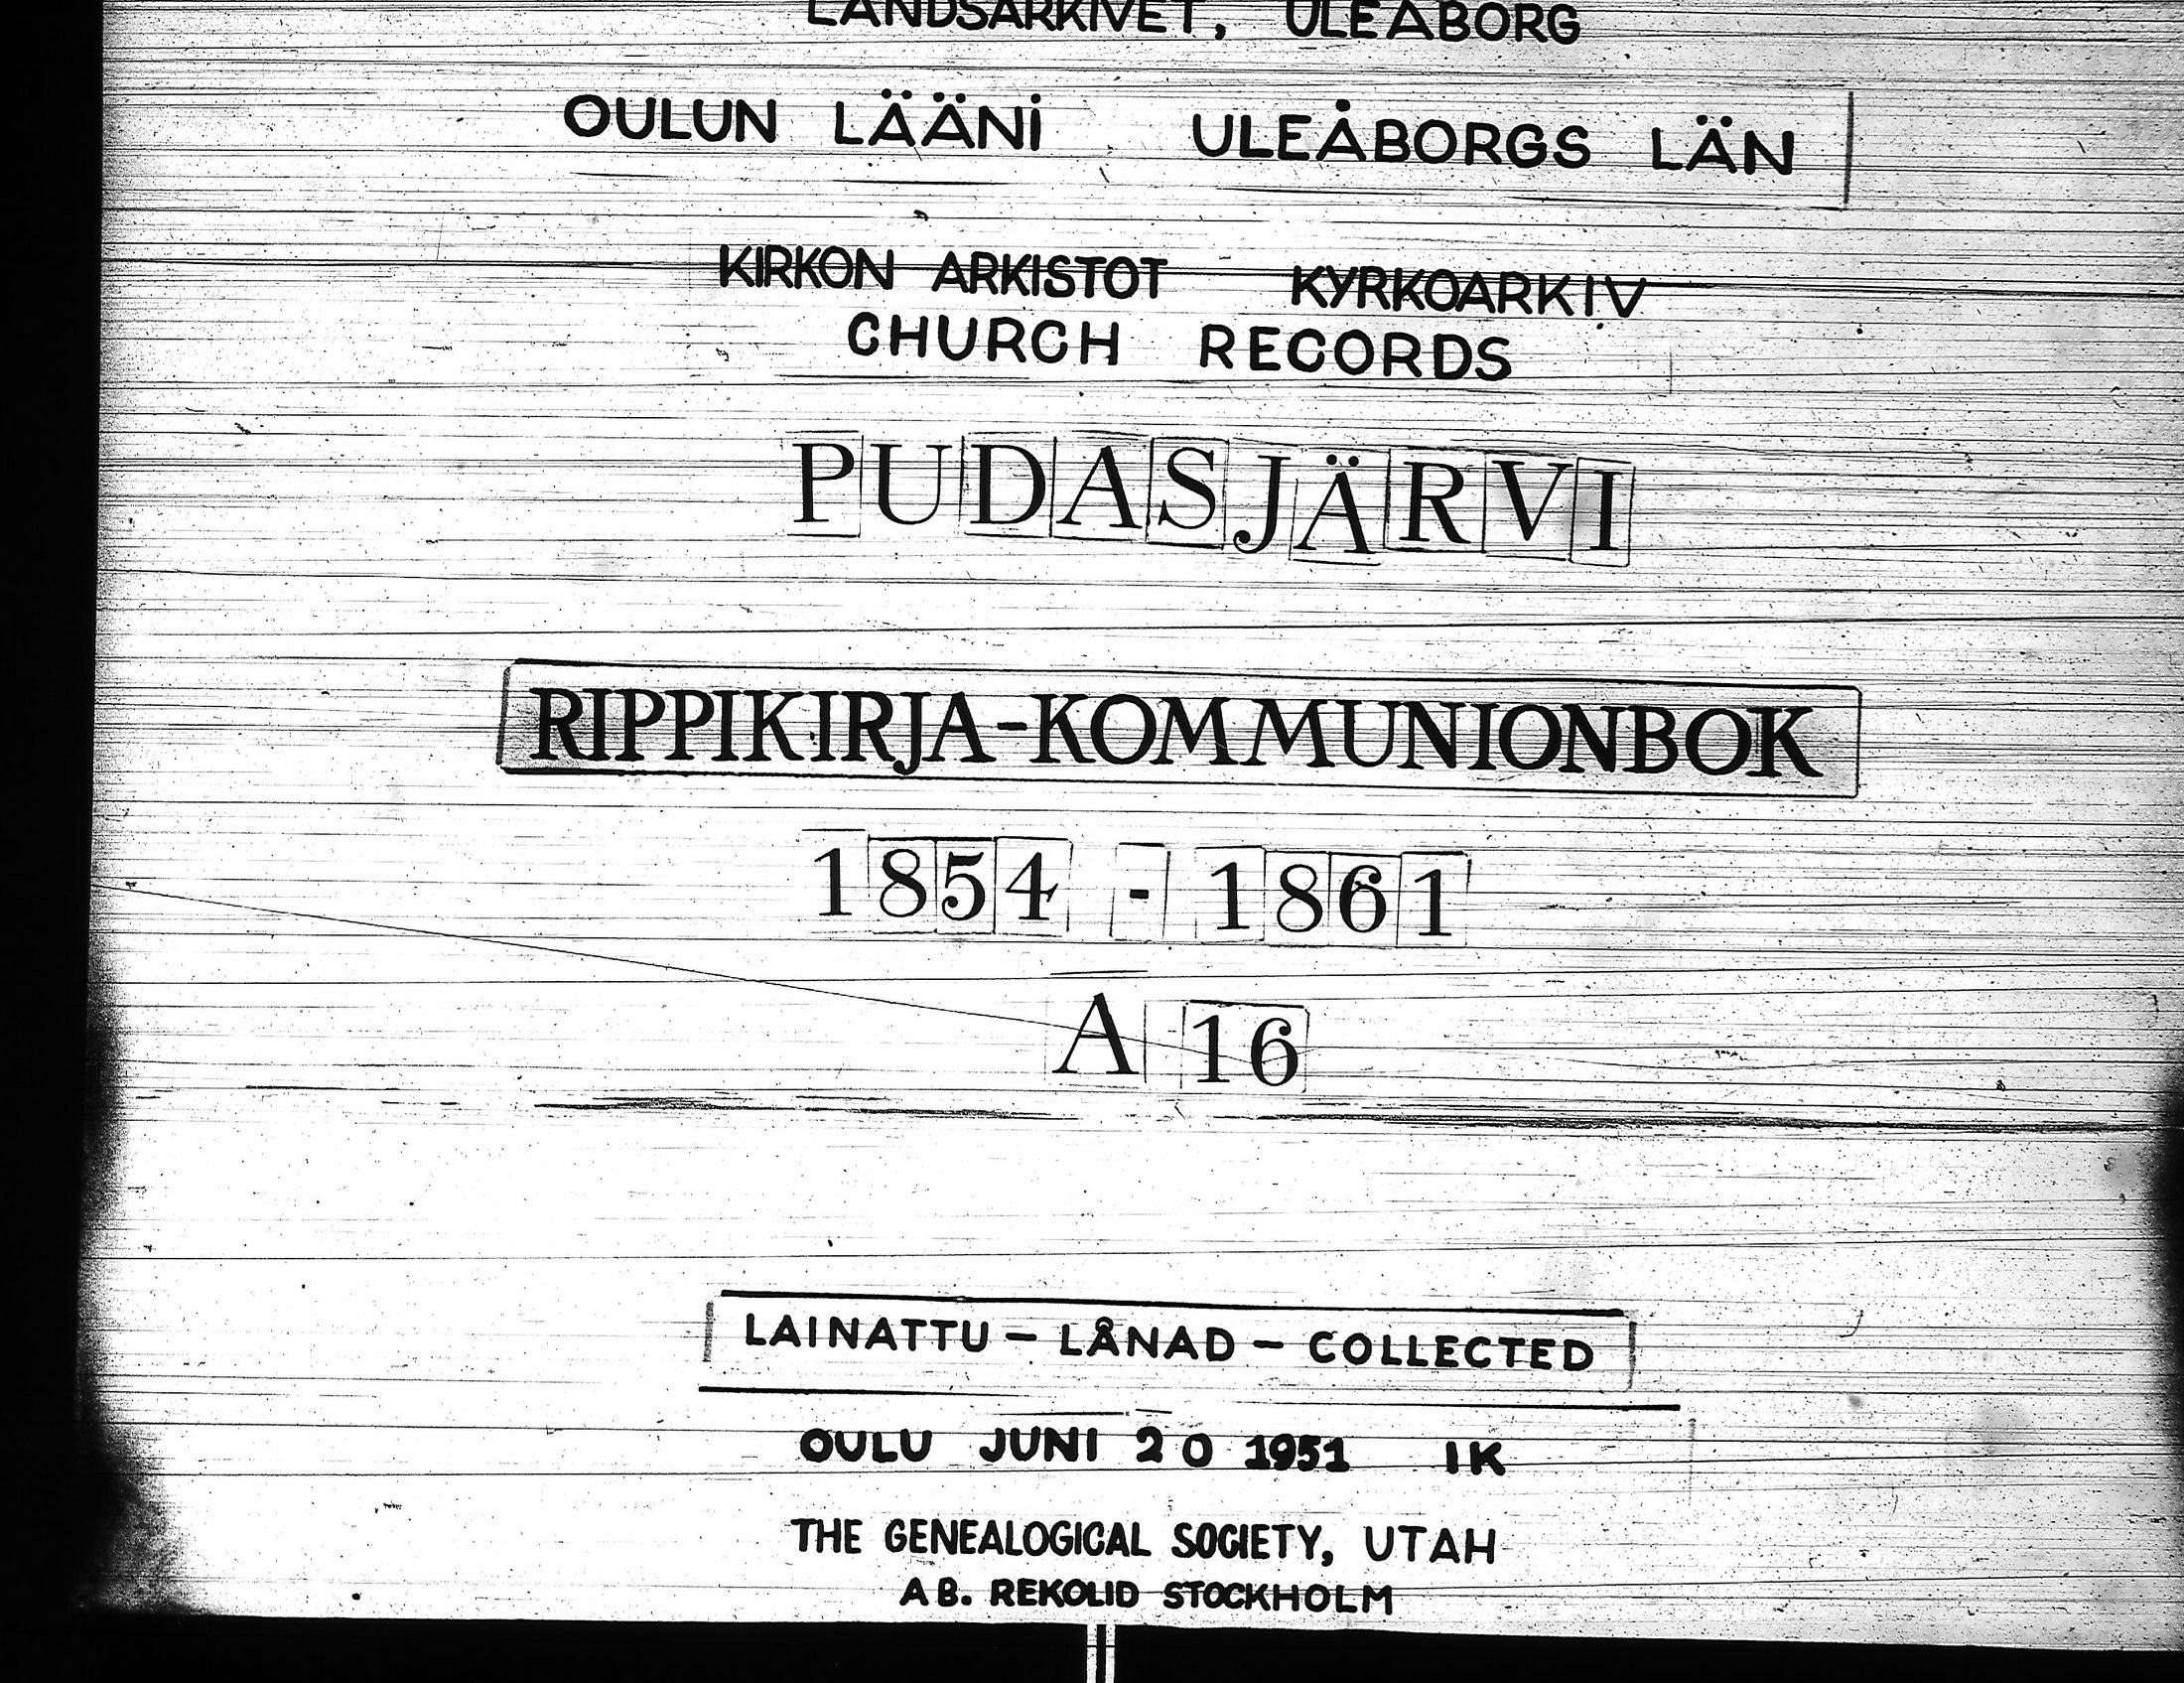 LANDSARKIVET, ULEÅBORG
OULUN LÄÄNI ULEÅBORGS LÄN
KIRKON ARKISTOT KYRKOARKIV
CHURCH RECORDS
PUDASJÄRVI
RIPPIKIRJA-KOMMUNIONBOK
1854 - 1861
A 16
LAINATTU - LÅNAD - COLLECTED
OULU JUNI 20 1951 IK
THE GENEALOGICAL SOCIETY, UTAH
AB. REKOLID STOCKHOLM